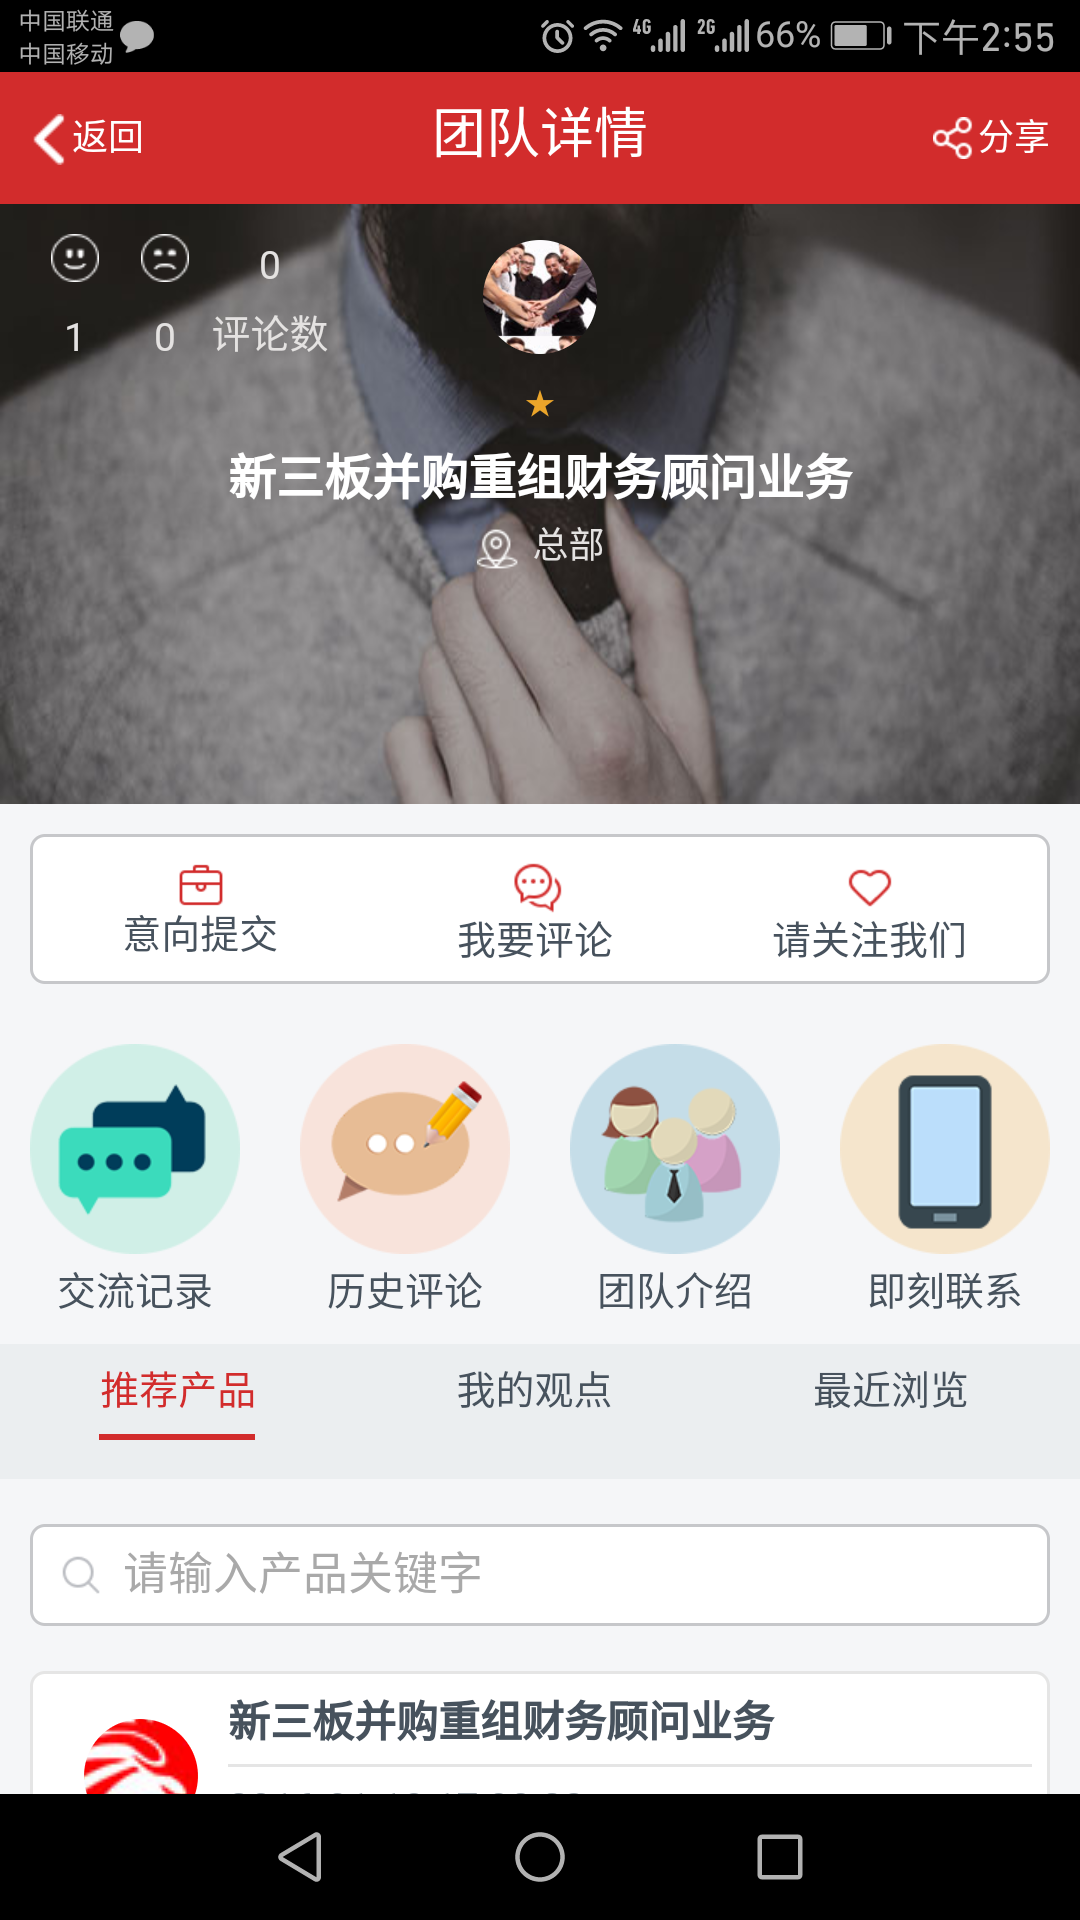 中国联通
中国移动
4G 2G 66% 下午2:55
返回 团队详情 分享
0
1 0 评论数
新三板并购重组财务顾问业务
总部
意向提交 我要评论 请关注我们
交流记录 历史评论 团队介绍 即刻联系
推荐产品 我的观点 最近浏览
请输入产品关键字
新三板并购重组财务顾问业务